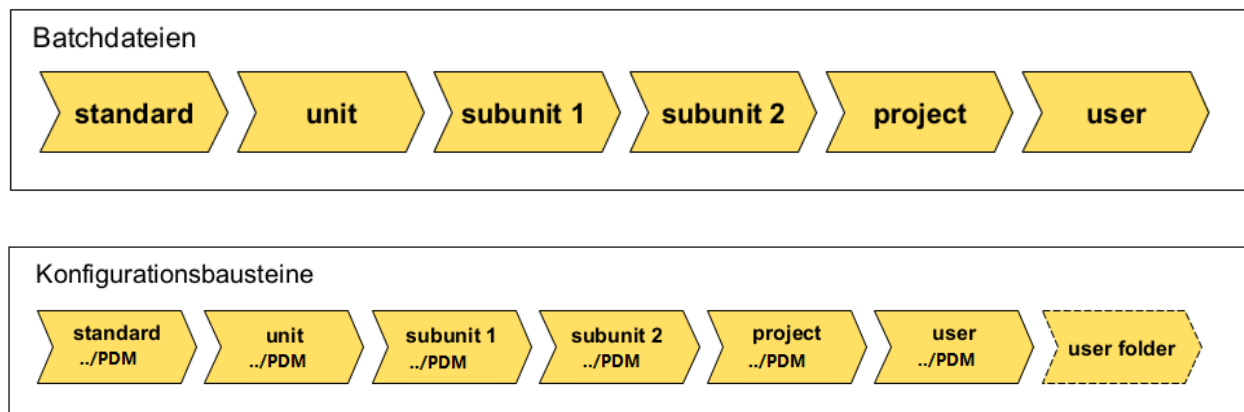 Batchdateien
standard unit subunit 1 subunit 2 project user
Konfigurationsbausteine
standard unit subunit 1 subunit 2 project user user folder
../PDM ../PDM ../PDM ../PDM ../PDM ../PDM